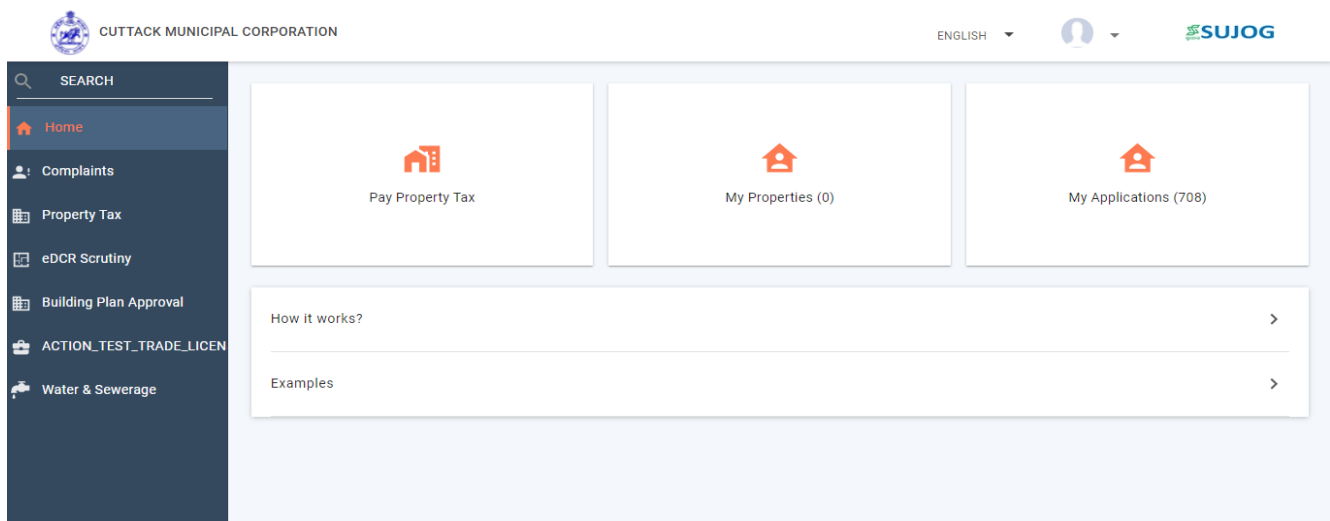 CUTTACK MUNICIPAL CORPORATION
ENGLISH
SUJOG
SEARCH
Home
Complaints
Property Tax
eDCR Scrutiny
Building Plan Approval
ACTION_TEST_TRADE_LICEN
Water & Sewerage
Pay Property Tax
My Properties (0)
My Applications (708)
How it works?
Examples